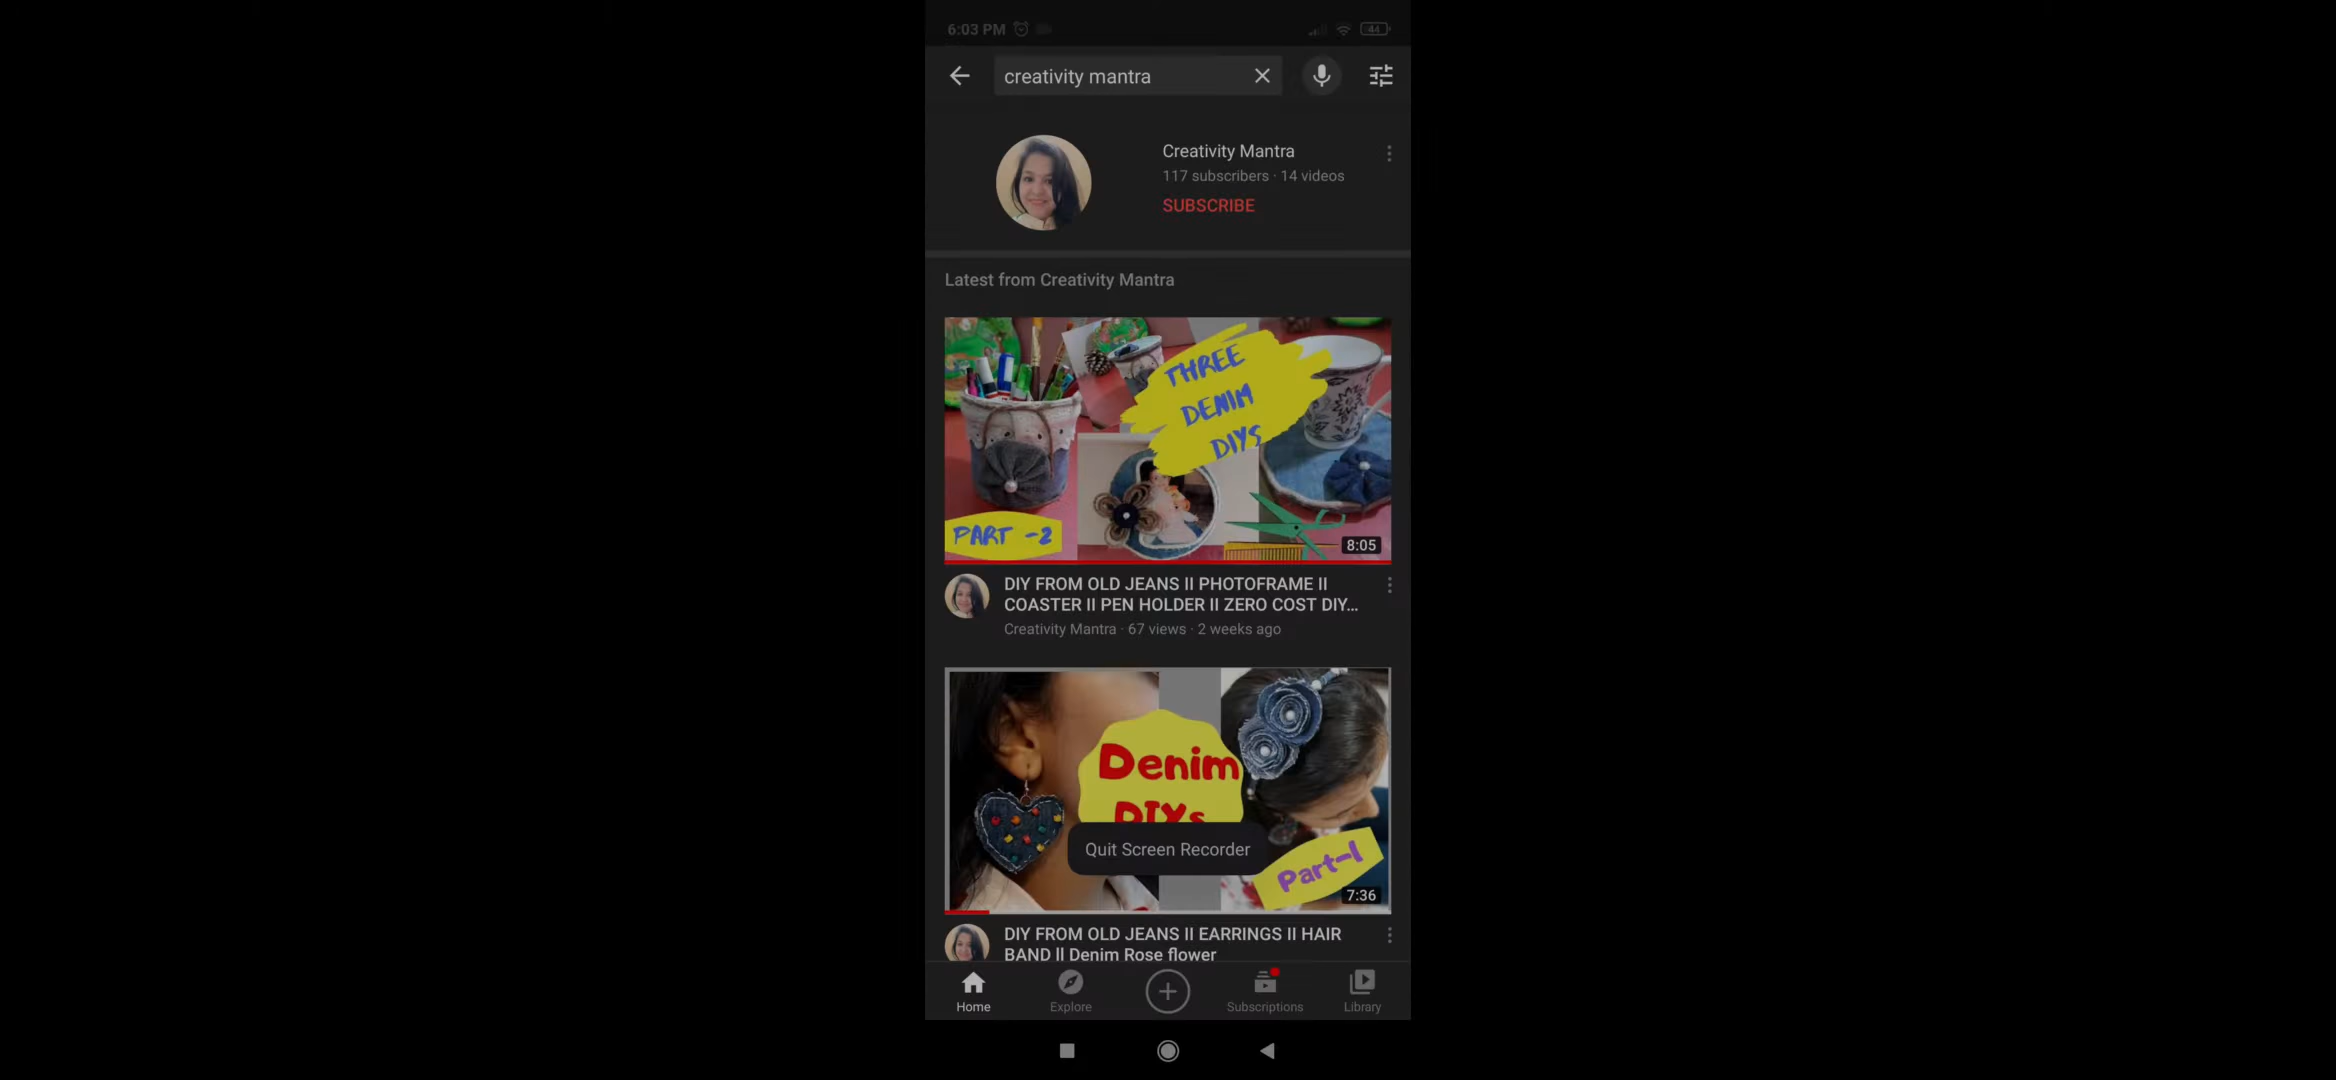 6:03 PM
44
creativity mantra
Creativity Mantra
117 subscribers · 14 videos
SUBSCRIBE
Latest from Creativity Mantra
THREE
DENIM
DIYS
PART -2
8:05
DIY FROM OLD JEANS II PHOTOFRAME II
COASTER II PEN HOLDER II ZERO COST DIY...
Creativity Mantra · 67 views · 2 weeks ago
Denim
DIYs
Quit Screen Recorder
Part-1
7:36
DIY FROM OLD JEANS II EARRINGS II HAIR
BAND ll Denim Rose flower
Home
Explore
Subscriptions
Library